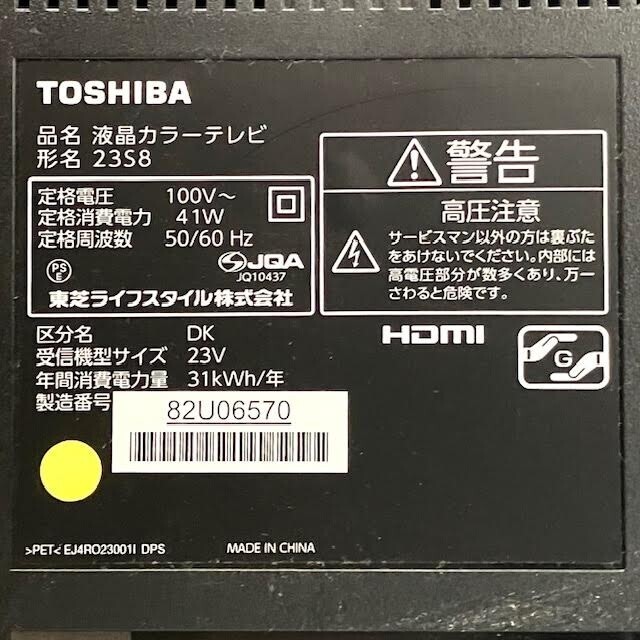 TOSHIBA
品名 液晶カラーテレビ
形名 23S8
定格電圧 100V～
定格消費電力 41W
定格周波数 50/60 Hz
PS
E
JQA
JQ10437
東芝ライフスタイル株式会社
警告
高圧注意
サービスマン以外の方は裏ぶた
をあけないでください。内部には
高電圧部分が数多くあり、万一
さわると危険です。
区分名 DK
受信機型サイズ 23V
年間消費電力量 31kWh/年
製造番号
82U06570
HDMI
G
>PET< EJ4RO23001I DPS
MADE IN CHINA